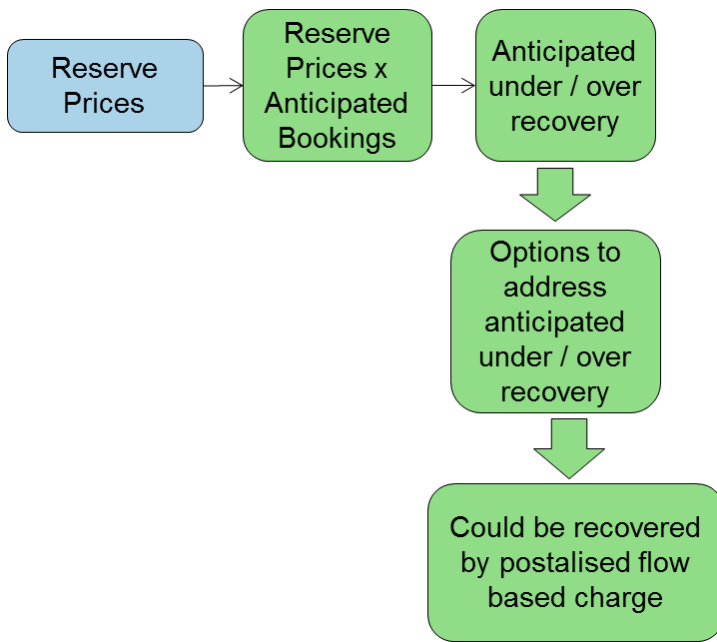 Reserve
Prices
Reserve
Prices x
Anticipated
Bookings
Anticipated
under / over
recovery
Options to
address
anticipated
under / over
recovery
Could be recovered
by postalised flow
based charge